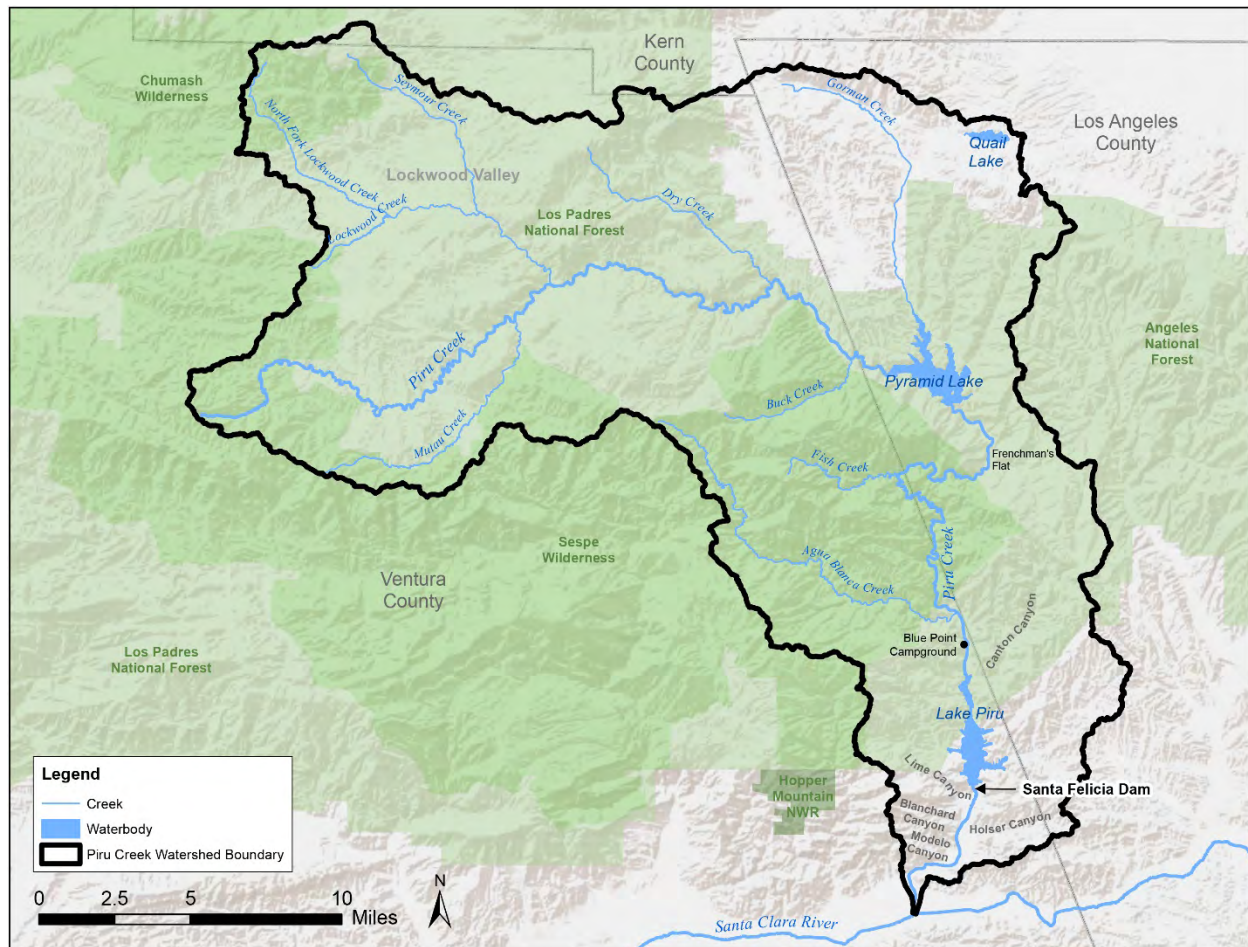 Kern
County
Chumash
Wilderness
Seymour Creek
Gorman Creek
North Fork Lockwood Creek
Los Angeles
County
Quail
Lake
Lockwood Valley
Lockwood Creek
Dry Creek
Los Padres
National Forest
Angeles
National
Forest
Piru Creek
Pyramid Lake
Buck Creek
Mutau Creek
Frenchman's
Flat
Fish Creek
Sespe
Wilderness
Piru Creek
Agua Blanca Creek
Ventura
County
Blue Point
Campground
Canton Canyon
Los Padres
National Forest
Lake Piru
Lime Canyon
Santa Felicia Dam
Hopper
Mountain
NWR
Blanchard
Canyon
Modelo
Canyon
Holser Canyon
Legend
Creek
Waterbody
Piru Creek Watershed Boundary
N
0 2.5 5 10
Miles
Santa Clara River